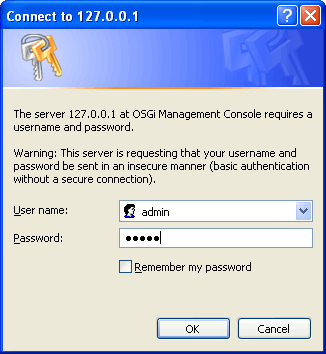 Connect to 127.0.0.1
The server 127.0.0.1 at OSGi Management Console requires a
username and password.
Warning: This server is requesting that your username and
password be sent in an insecure manner (basic authentication
without a secure connection).
User name:
admin
Password:
●●●●●
Remember my password
OK
Cancel